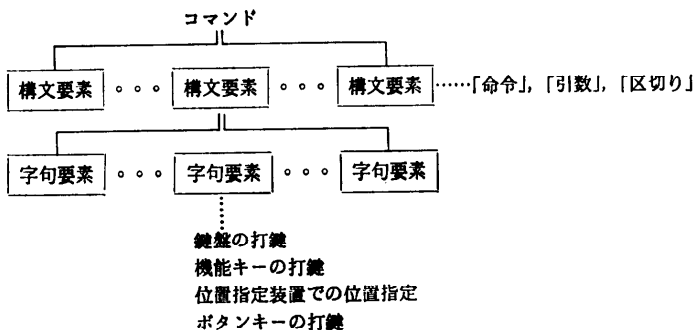 コマンド
構文要素 。。。 構文要素 。。。 構文要素 ……「命令」,「引数」,「区切り」
字句要素 。。。 字句要素 。。。 字句要素
鍵盤の打鍵
機能キーの打鍵
位置指定装置での位置指定
ボタンキーの打鍵